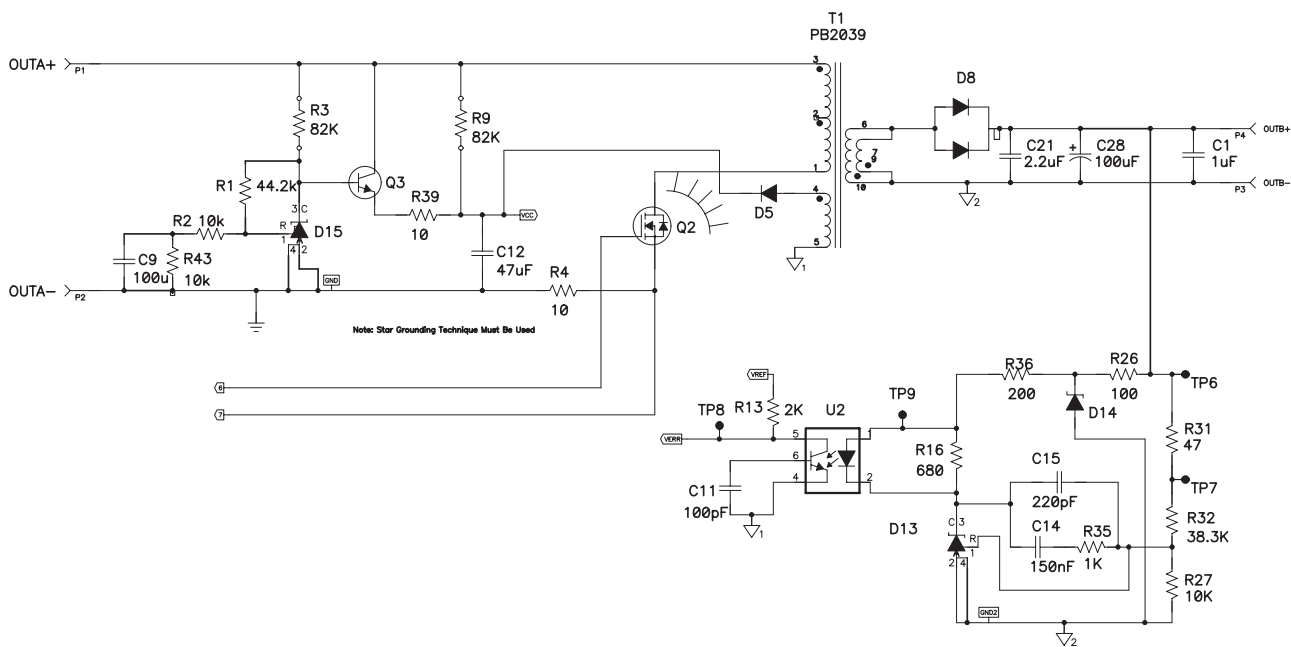 T1
PB2039
OUTA+
P1
3
D8
R3
82K
R9
82K
2
6
P4
OUTB+
C21
2.2uF
+
C28
100uF
C1
1uF
7
9
R1
44.2k
Q3
R39
10
1
4
10
P3
OUTB-
2
VCC
D5
3 C
R2 10k
R
1
D15
4 2
Q2
C9
100u
R43
10k
C12
47uF
5
1
GND
R4
10
OUTA-
P2
Note: Star Grounding Technique Must Be Used
VREF
R36
200
R26
100
TP6
6
7
TP8
R13
2K
U2
TP9
D14
R31
47
VERR
5
1
R16
680
6
4
2
C15
220pF
TP7
C11
100pF
1
D13
C 3
R
1
2 4
C14
150nF
R35
1K
R32
38.3K
R27
10K
GND2
2